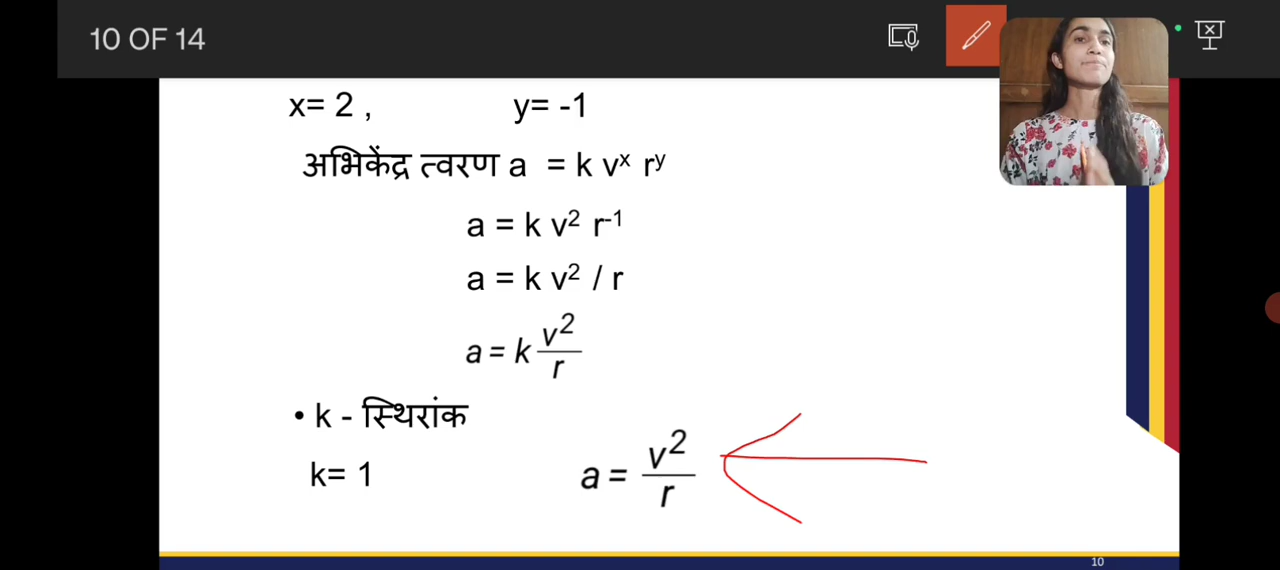 10 OF 14
x= 2 , y= -1
अभिकेंद्र त्वरण a = k vˣ rʸ
a = k v² r⁻¹
a = k v² / r
a = k v²/r
• k - स्थिरांक
k= 1 a = v²/r
10